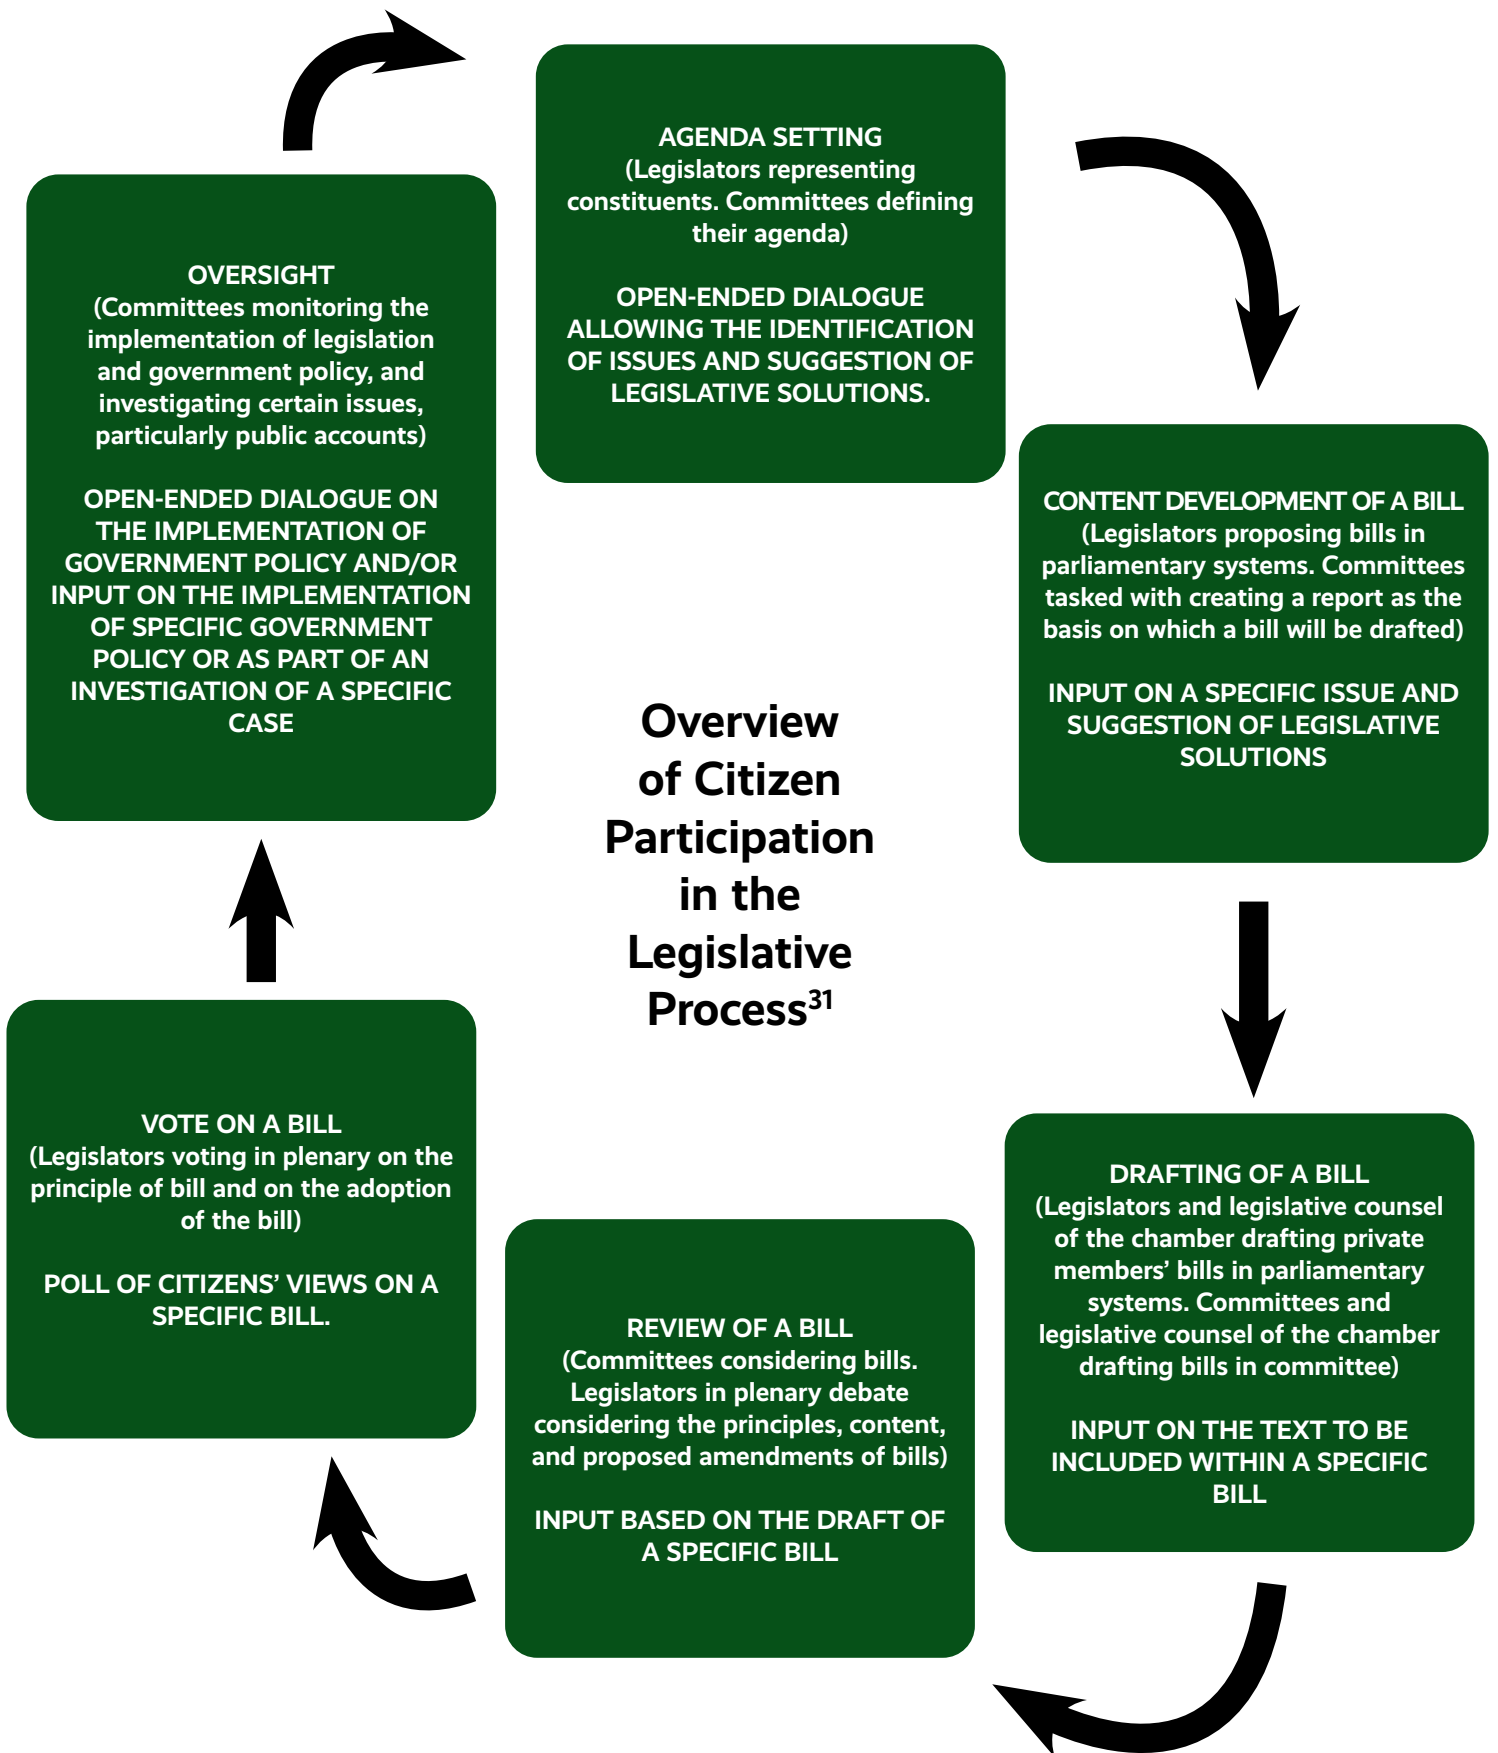 AGENDA SETTING
(Legislators representing
constituents. Committees defining
their agenda)
OPEN-ENDED DIALOGUE
ALLOWING THE IDENTIFICATION
OF ISSUES AND SUGGESTION OF
LEGISLATIVE SOLUTIONS.
CONTENT DEVELOPMENT OF A BILL
(Legislators proposing bills in
parliamentary systems. Committees
tasked with creating a report as the
basis on which a bill will be drafted)
INPUT ON A SPECIFIC ISSUE AND
SUGGESTION OF LEGISLATIVE
SOLUTIONS
DRAFTING OF A BILL
(Legislators and legislative counsel
of the chamber drafting private
members’ bills in parliamentary
systems. Committees and
legislative counsel of the chamber
drafting bills in committee)
INPUT ON THE TEXT TO BE
INCLUDED WITHIN A SPECIFIC
BILL
REVIEW OF A BILL
(Committees considering bills.
Legislators in plenary debate
considering the principles, content,
and proposed amendments of bills)
INPUT BASED ON THE DRAFT OF
A SPECIFIC BILL
VOTE ON A BILL
(Legislators voting in plenary on the
principle of bill and on the adoption
of the bill)
POLL OF CITIZENS’ VIEWS ON A
SPECIFIC BILL.
OVERSIGHT
(Committees monitoring the
implementation of legislation
and government policy, and
investigating certain issues,
particularly public accounts)
OPEN-ENDED DIALOGUE ON
THE IMPLEMENTATION OF
GOVERNMENT POLICY AND/OR
INPUT ON THE IMPLEMENTATION
OF SPECIFIC GOVERNMENT
POLICY OR AS PART OF AN
INVESTIGATION OF A SPECIFIC
CASE
Overview
of Citizen
Participation
in the
Legislative
Process31